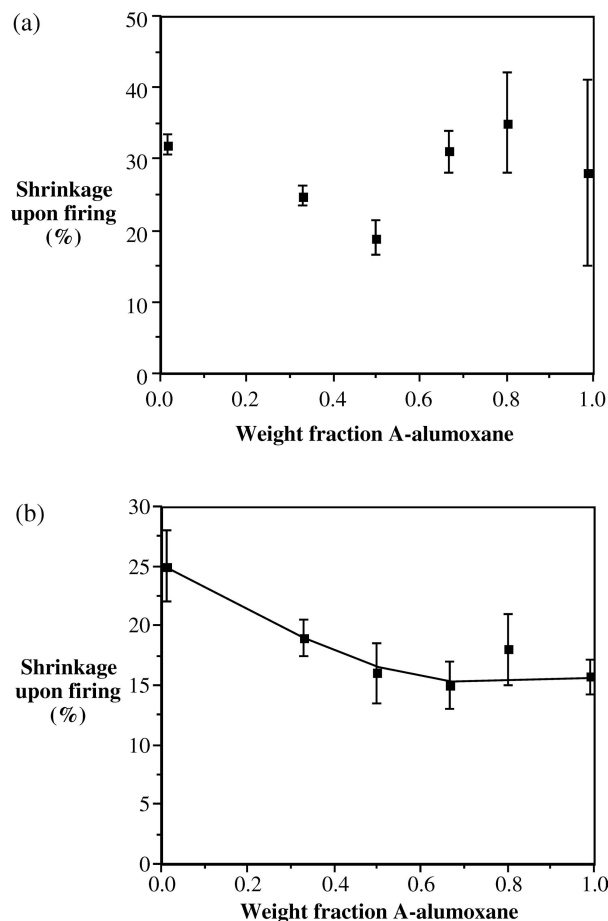 (a)
50
40
30
20
10
0
Shrinkage
upon firing
(%)
0.0 0.2 0.4 0.6 0.8 1.0
Weight fraction A-alumoxane
(b)
30
25
20
15
10
5
0
Shrinkage
upon firing
(%)
0.0 0.2 0.4 0.6 0.8 1.0
Weight fraction A-alumoxane